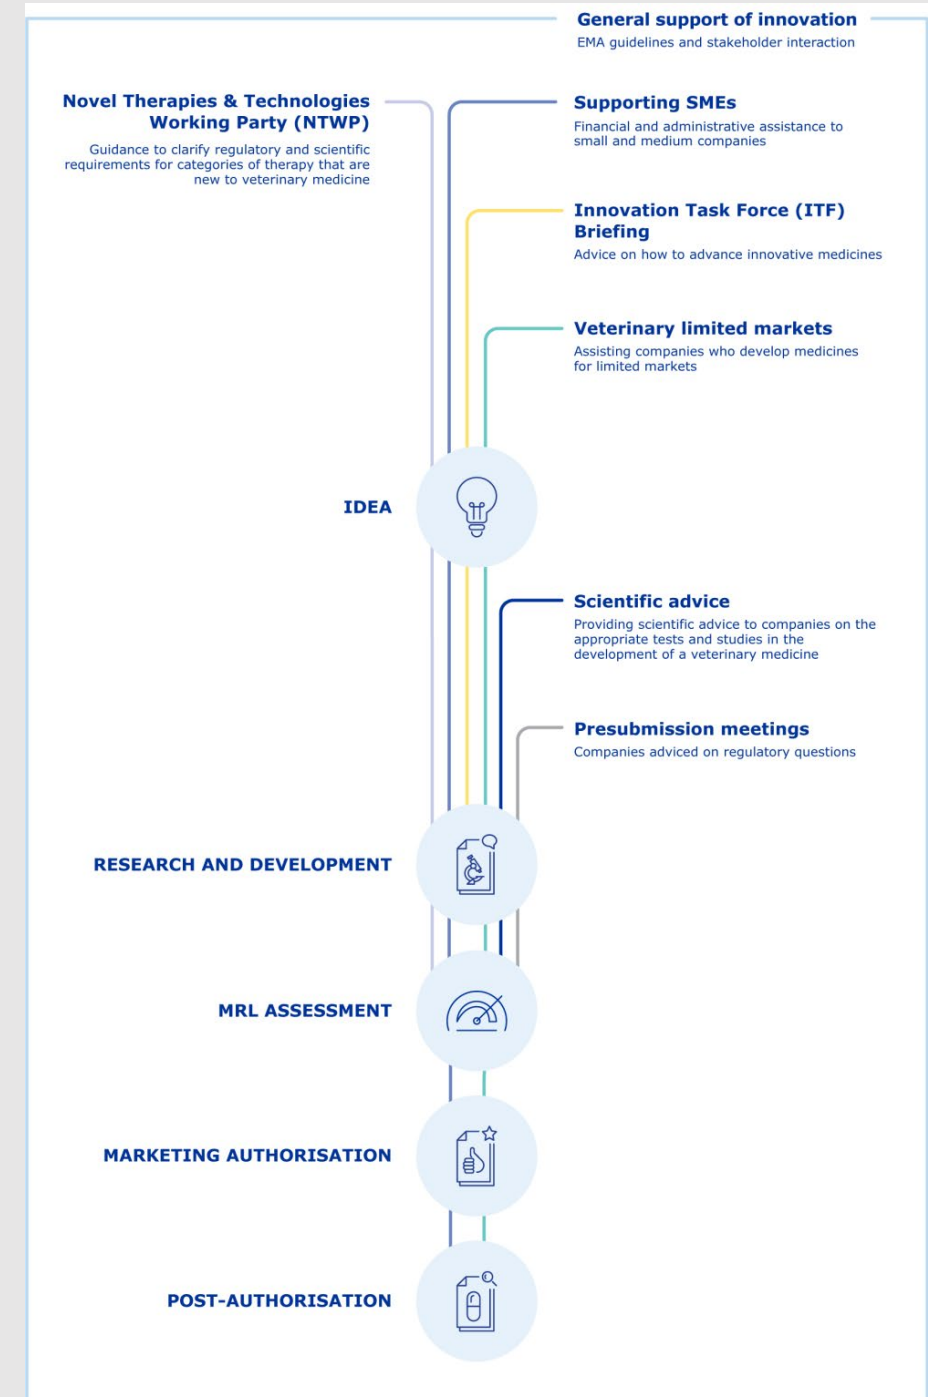 General support of innovation
EMA guidelines and stakeholder interaction
Novel Therapies & Technologies
Working Party (NTWP)
Guidance to clarify regulatory and scientific
requirements for categories of therapy that are
new to veterinary medicine
Supporting SMEs
Financial and administrative assistance to
small and medium companies
Innovation Task Force (ITF)
Briefing
Advice on how to advance innovative medicines
Veterinary limited markets
Assisting companies who develop medicines
for limited markets
IDEA
Scientific advice
Providing scientific advice to companies on the
appropriate tests and studies in the
development of a veterinary medicine
Presubmission meetings
Companies adviced on regulatory questions
RESEARCH AND DEVELOPMENT
MRL ASSESSMENT
MARKETING AUTHORISATION
POST-AUTHORISATION